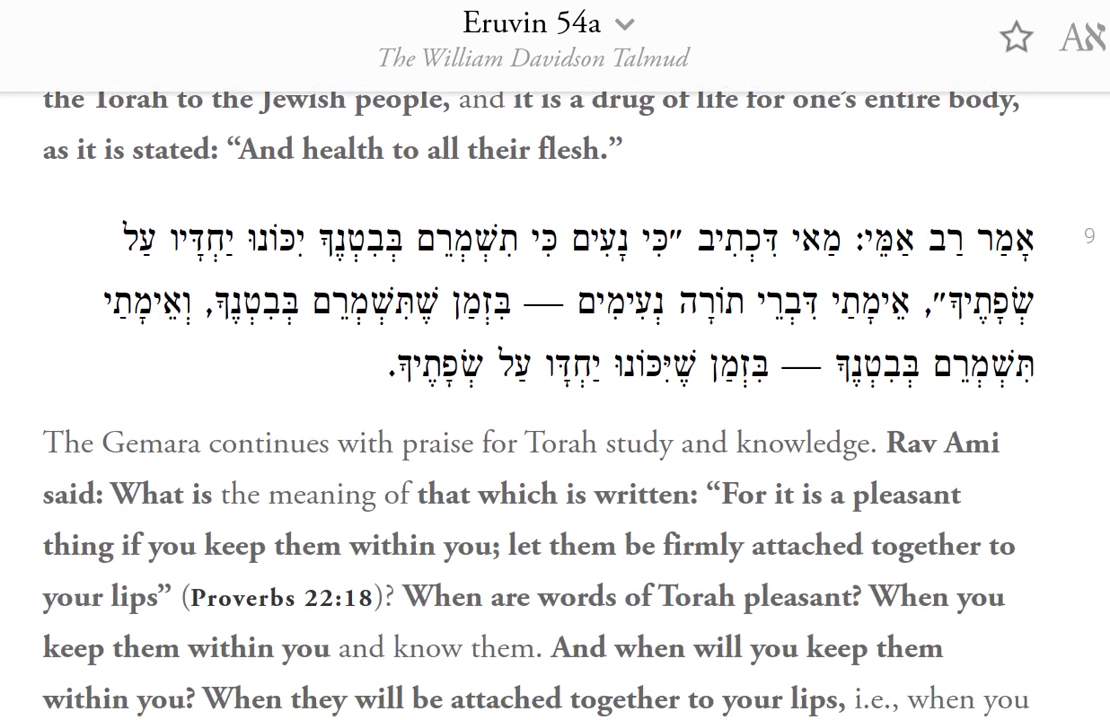 Eruvin 54a
The William Davidson Talmud
Aא
the Torah to the Jewish people, and it is a drug of life for one's entire body,
as it is stated: “And health to all their flesh.”
9
אָמַר רַב אַמֵּי: מַאי דִּכְתִיב ״כִּי נָעִים כִּי תִשְׁמְרֵם בְּבִטְנֶךָ יִכּוֹנוּ יַחְדָּיו עַל
שְׂפָתֶיךָ״, אֵימָתַי דִּבְרֵי תוֹרָה נְעִימִים — בִּזְמַן שֶׁתִּשְׁמְרֵם בְּבִטְנֶךָ, וְאֵימָתַי
תִּשְׁמְרֵם בְּבִטְנֶךָ — בִּזְמַן שֶׁיִּכּוֹנוּ יַחְדָּו עַל שְׂפָתֶיךָ.
The Gemara continues with praise for Torah study and knowledge. Rav Ami
said: What is the meaning of that which is written: “For it is a pleasant
thing if you keep them within you; let them be firmly attached together to
your lips” (Proverbs 22:18)? When are words of Torah pleasant? When you
keep them within you and know them. And when will you keep them
within you? When they will be attached together to your lips, i.e., when you